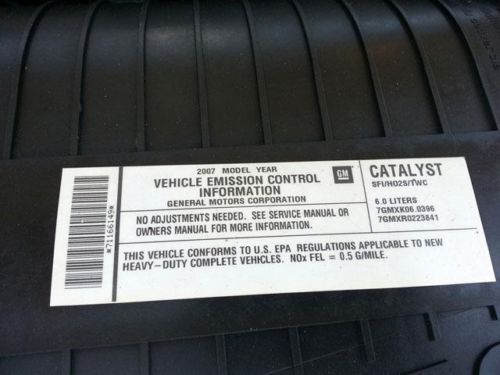 2007 MODEL YEAR
VEHICLE EMISSION CONTROL
INFORMATION
GENERAL MOTORS CORPORATION
GM
CATALYST
SFI/HO2S/TWC
6.0 LITERS
7GMXK06.0396
7GMXR0223841
NO ADJUSTMENTS NEEDED. SEE SERVICE MANUAL OR
OWNERS MANUAL FOR MORE INFORMATION.
THIS VEHICLE CONFORMS TO U.S. EPA REGULATIONS APPLICABLE TO NEW
HEAVY-DUTY COMPLETE VEHICLES. NOx FEL = 0.5 G/MILE.
*71166149*